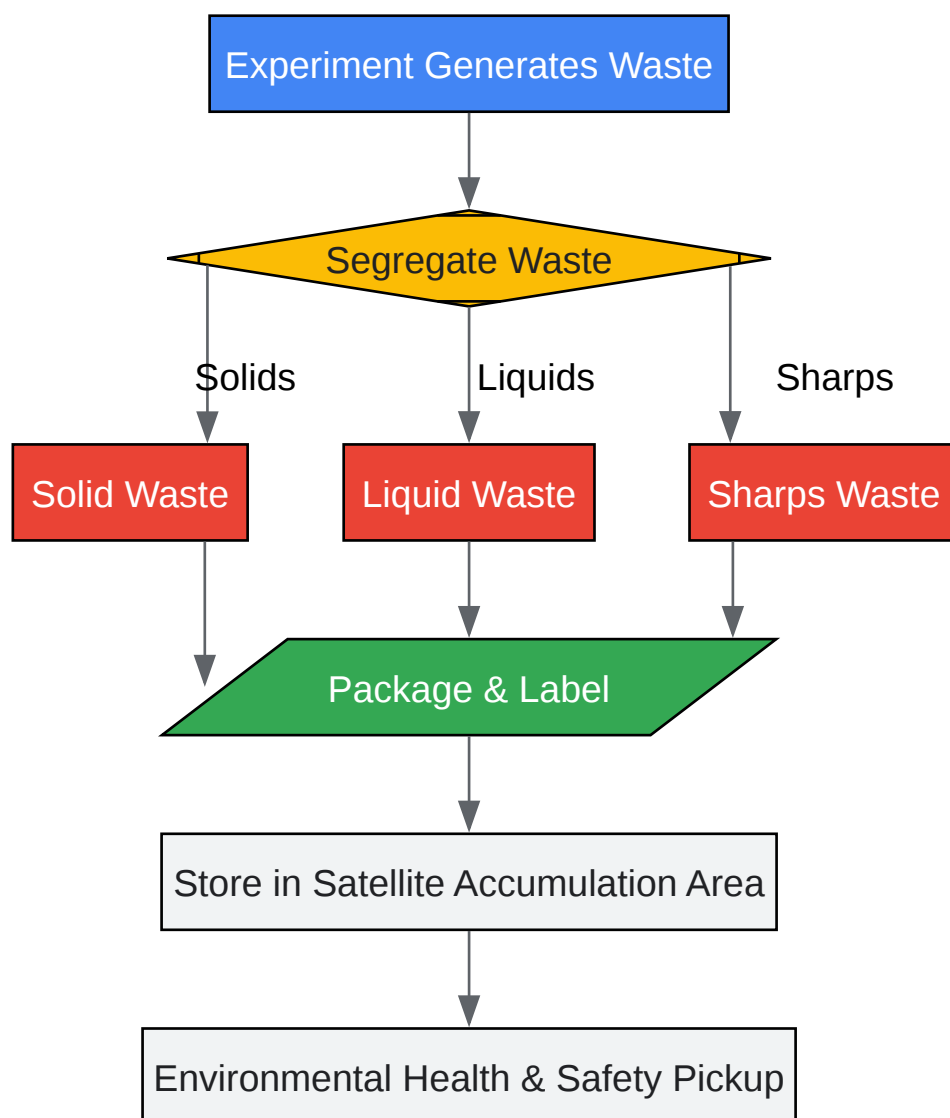 Experiment Generates Waste
Segregate Waste
Solids
Liquids
Sharps
Solid Waste
Liquid Waste
Sharps Waste
Package & Label
Store in Satellite Accumulation Area
Environmental Health & Safety Pickup